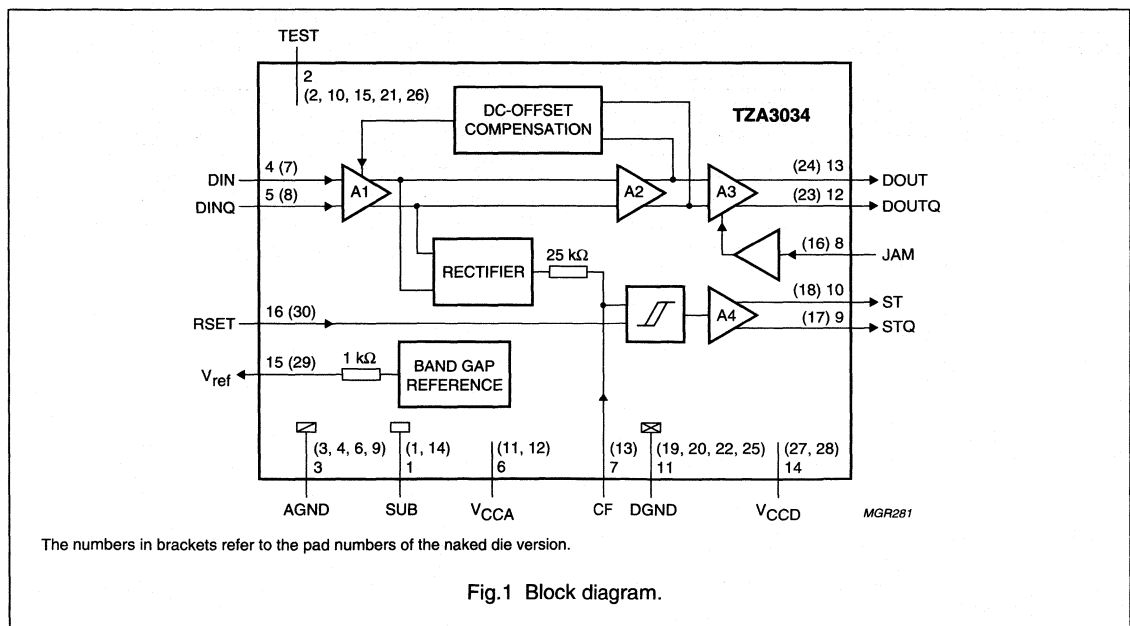 TEST
2
(2, 10, 15, 21, 26)
DC-OFFSET
COMPENSATION
TZA3034
DIN
4 (7)
A1
A2
A3
(24) 13
DOUT
DINQ
5 (8)
(23) 12
DOUTQ
(16) 8
JAM
RECTIFIER
25 kΩ
(18) 10
ST
A4
(17) 9
STQ
RSET
16 (30)
Vref
15 (29)
1 kΩ
BAND GAP
REFERENCE
(3, 4, 6, 9)
3
(1, 14)
1
(11, 12)
6
(13)
7
(19, 20, 22, 25)
11
(27, 28)
14
AGND
SUB
VCCA
CF
DGND
VCCD
MGR281
The numbers in brackets refer to the pad numbers of the naked die version.
Fig.1 Block diagram.